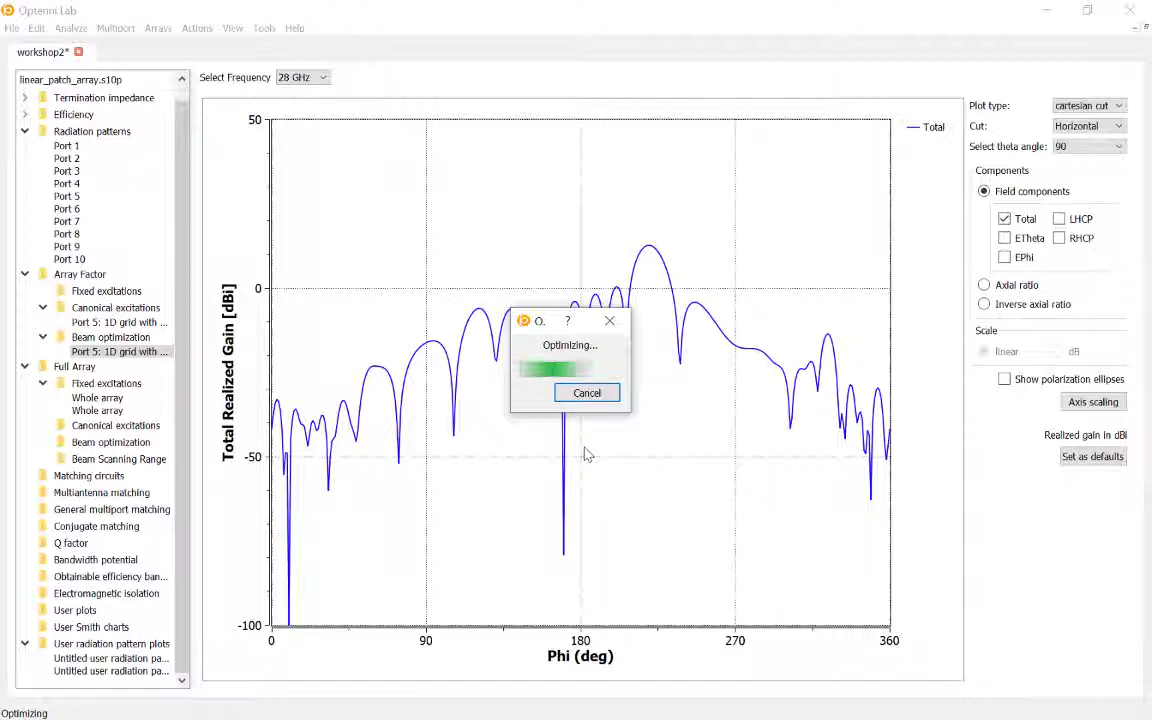 Optenni Lab
File Edit Analyze Multiport Arrays Actions View Tools Help
workshop2*
linear_patch_array.s10p
Termination impedance
Efficiency
Radiation patterns
Port 1
Port 2
Port 3
Port 4
Port 5
Port 6
Port 7
Port 8
Port 9
Port 10
Array Factor
Fixed excitations
Canonical excitations
Port 5: 1D grid with ...
Beam optimization
Port 5: 1D grid with ...
Full Array
Fixed excitations
Whole array
Whole array
Canonical excitations
Beam optimization
Beam Scanning Range
Matching circuits
Multiantenna matching
General multiport matching
Conjugate matching
Q factor
Bandwidth potential
Obtainable efficiency ban...
Electromagnetic isolation
User plots
User Smith charts
User radiation pattern plots
Untitled user radiation pa...
Untitled user radiation pa...
Select Frequency 28 GHz
Total Realized Gain [dBi]
50
0
-50
-100
0 90 180 270 360
Phi (deg)
Total
O. ?
Optimizing...
Cancel
Plot type: cartesian cut
Cut: Horizontal
Select theta angle: 90
Components
Field components
Total LHCP
ETheta RHCP
EPhi
Axial ratio
Inverse axial ratio
Scale
linear dB
Show polarization ellipses
Axis scaling
Realized gain in dBi
Set as defaults
Optimizing